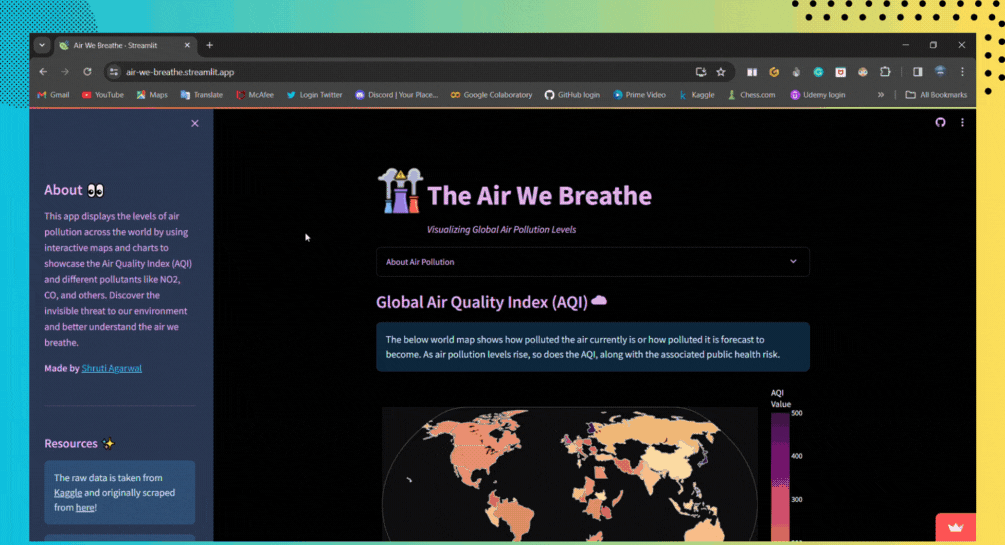 Air We Breathe · Streamlit
air-we-breathe.streamlit.app
Gmail YouTube Maps Translate McAfee Login Twitter Discord | Your Place... Google Colaboratory GitHub login Prime Video Kaggle Chess.com Udemy login » All Bookmarks
About
This app displays the levels of air
pollution across the world by using
interactive maps and charts to
showcase the Air Quality Index (AQI)
and different pollutants like NO2,
CO, and others. Discover the
invisible threat to our environment
and better understand the air we
breathe.
Made by Shruti Agarwal
Resources
The raw data is taken from
Kaggle and originally scraped
from here!
The Air We Breathe
Visualizing Global Air Pollution Levels
About Air Pollution
Global Air Quality Index (AQI)
The below world map shows how polluted the air currently is or how polluted it is forecast to
become. As air pollution levels rise, so does the AQI, along with the associated public health risk.
AQI
Value
500
400
300